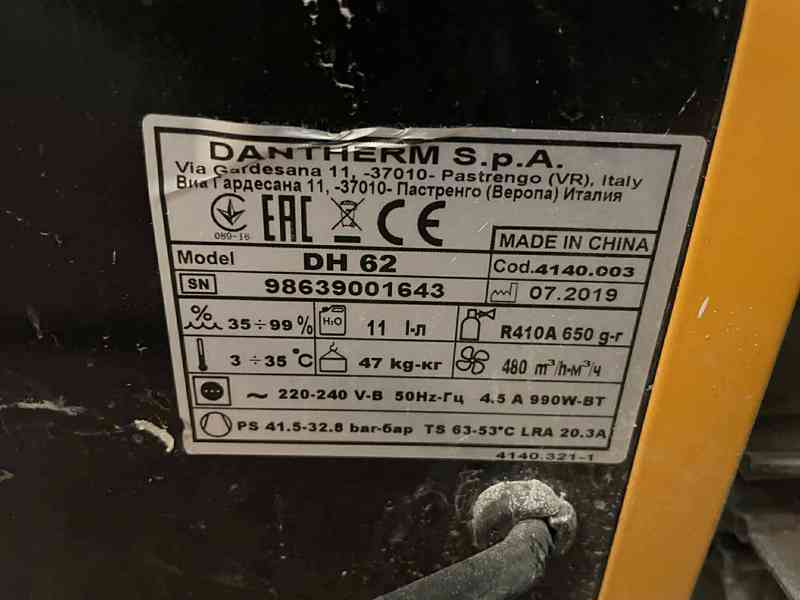 DANTHERM S.p.A.
Via Gardesana 11, -37010- Pastrengo (VR), Italy
Виа Гардесана 11, -37010- Пастренго (Верона) Италия
089-16 EAC CE
MADE IN CHINA
Model DH 62 Cod.4140.003
SN 98639001643 07.2019
% 35÷99% H₂O 11 l-л R410A 650 g-г
3 ÷35°C 47 kg-кг 480 m³/h-м³/ч
~ 220-240 V-В 50Hz-Гц 4.5 A 990W-ВТ
PS 41.5-32.8 bar-бар TS 63-53°C LRA 20.3A
4140.321-1